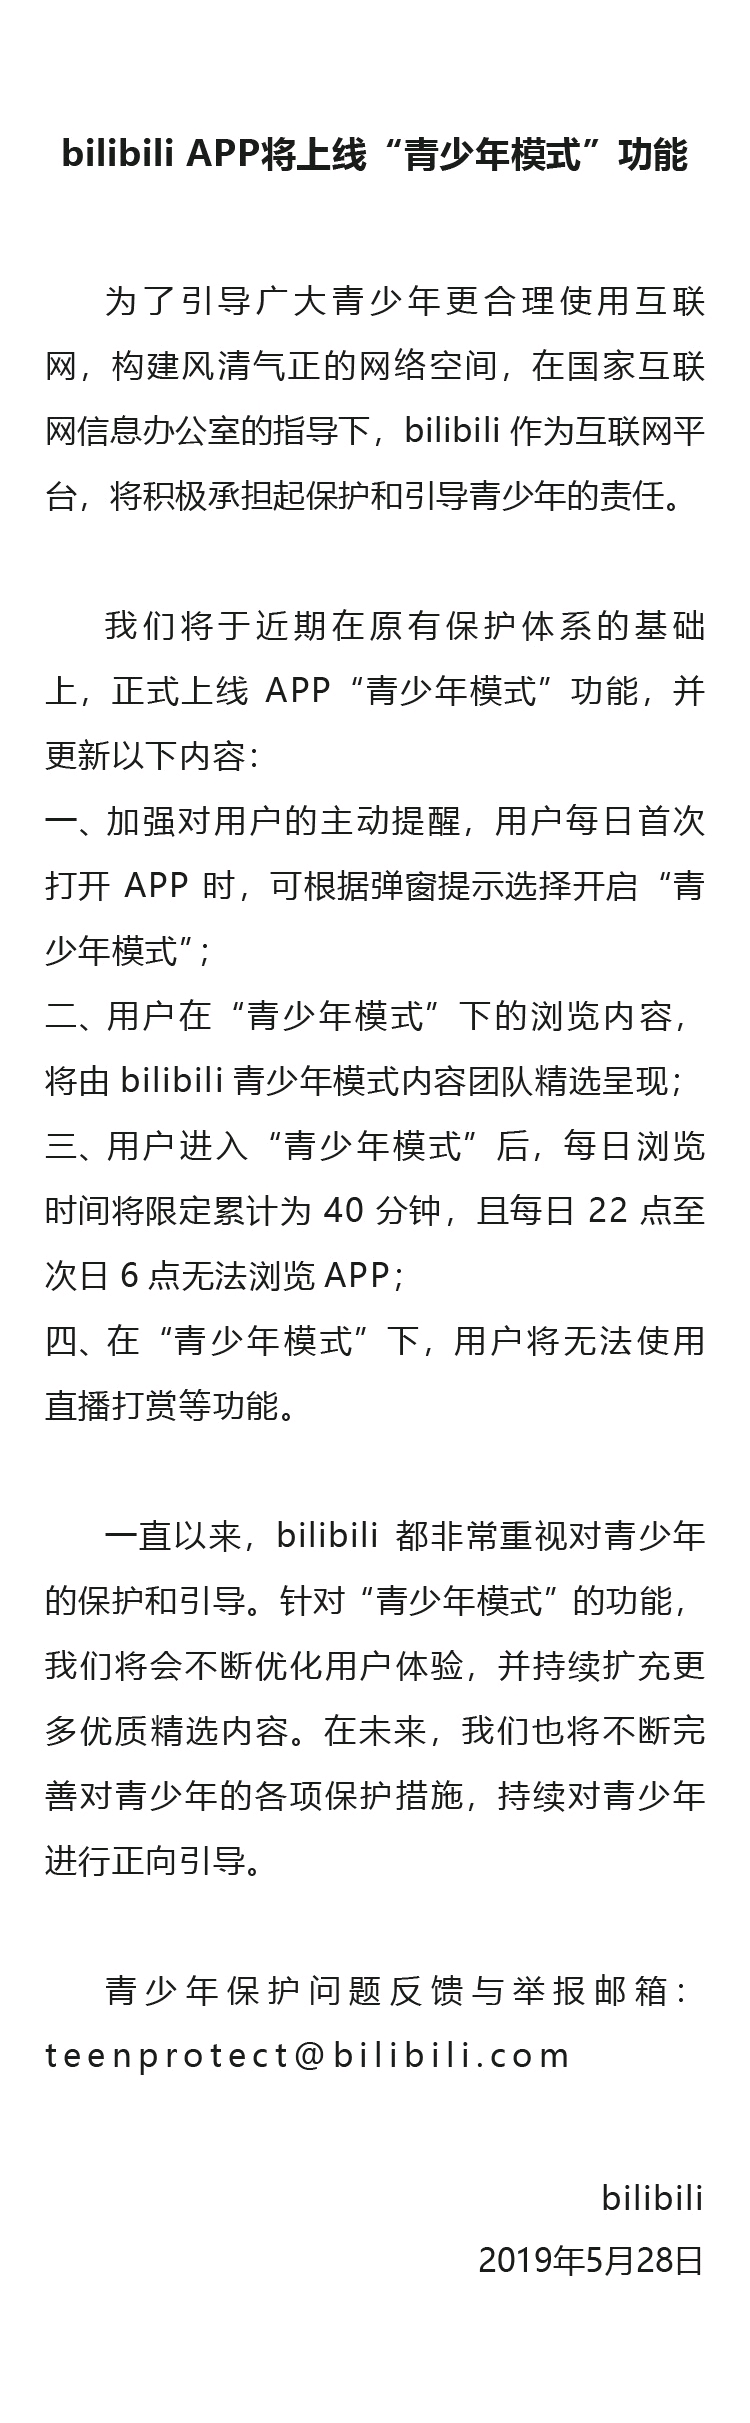 bilibili APP将上线“青少年模式”功能
为了引导广大青少年更合理使用互联
网，构建风清气正的网络空间，在国家互联
网信息办公室的指导下，bilibili 作为互联网平
台，将积极承担起保护和引导青少年的责任。
我们将于近期在原有保护体系的基础
上，正式上线 APP“青少年模式”功能，并
更新以下内容：
一、加强对用户的主动提醒，用户每日首次
打开 APP 时，可根据弹窗提示选择开启“青
少年模式”；
二、用户在“青少年模式”下的浏览内容，
将由 bilibili 青少年模式内容团队精选呈现；
三、用户进入“青少年模式”后，每日浏览
时间将限定累计为 40 分钟，且每日 22 点至
次日 6 点无法浏览 APP；
四、在“青少年模式”下，用户将无法使用
直播打赏等功能。
一直以来，bilibili 都非常重视对青少年
的保护和引导。针对“青少年模式”的功能，
我们将会不断优化用户体验，并持续扩充更
多优质精选内容。在未来，我们也将不断完
善对青少年的各项保护措施，持续对青少年
进行正向引导。
青少年保护问题反馈与举报邮箱：
teenprotect@bilibili.com
bilibili
2019年5月28日